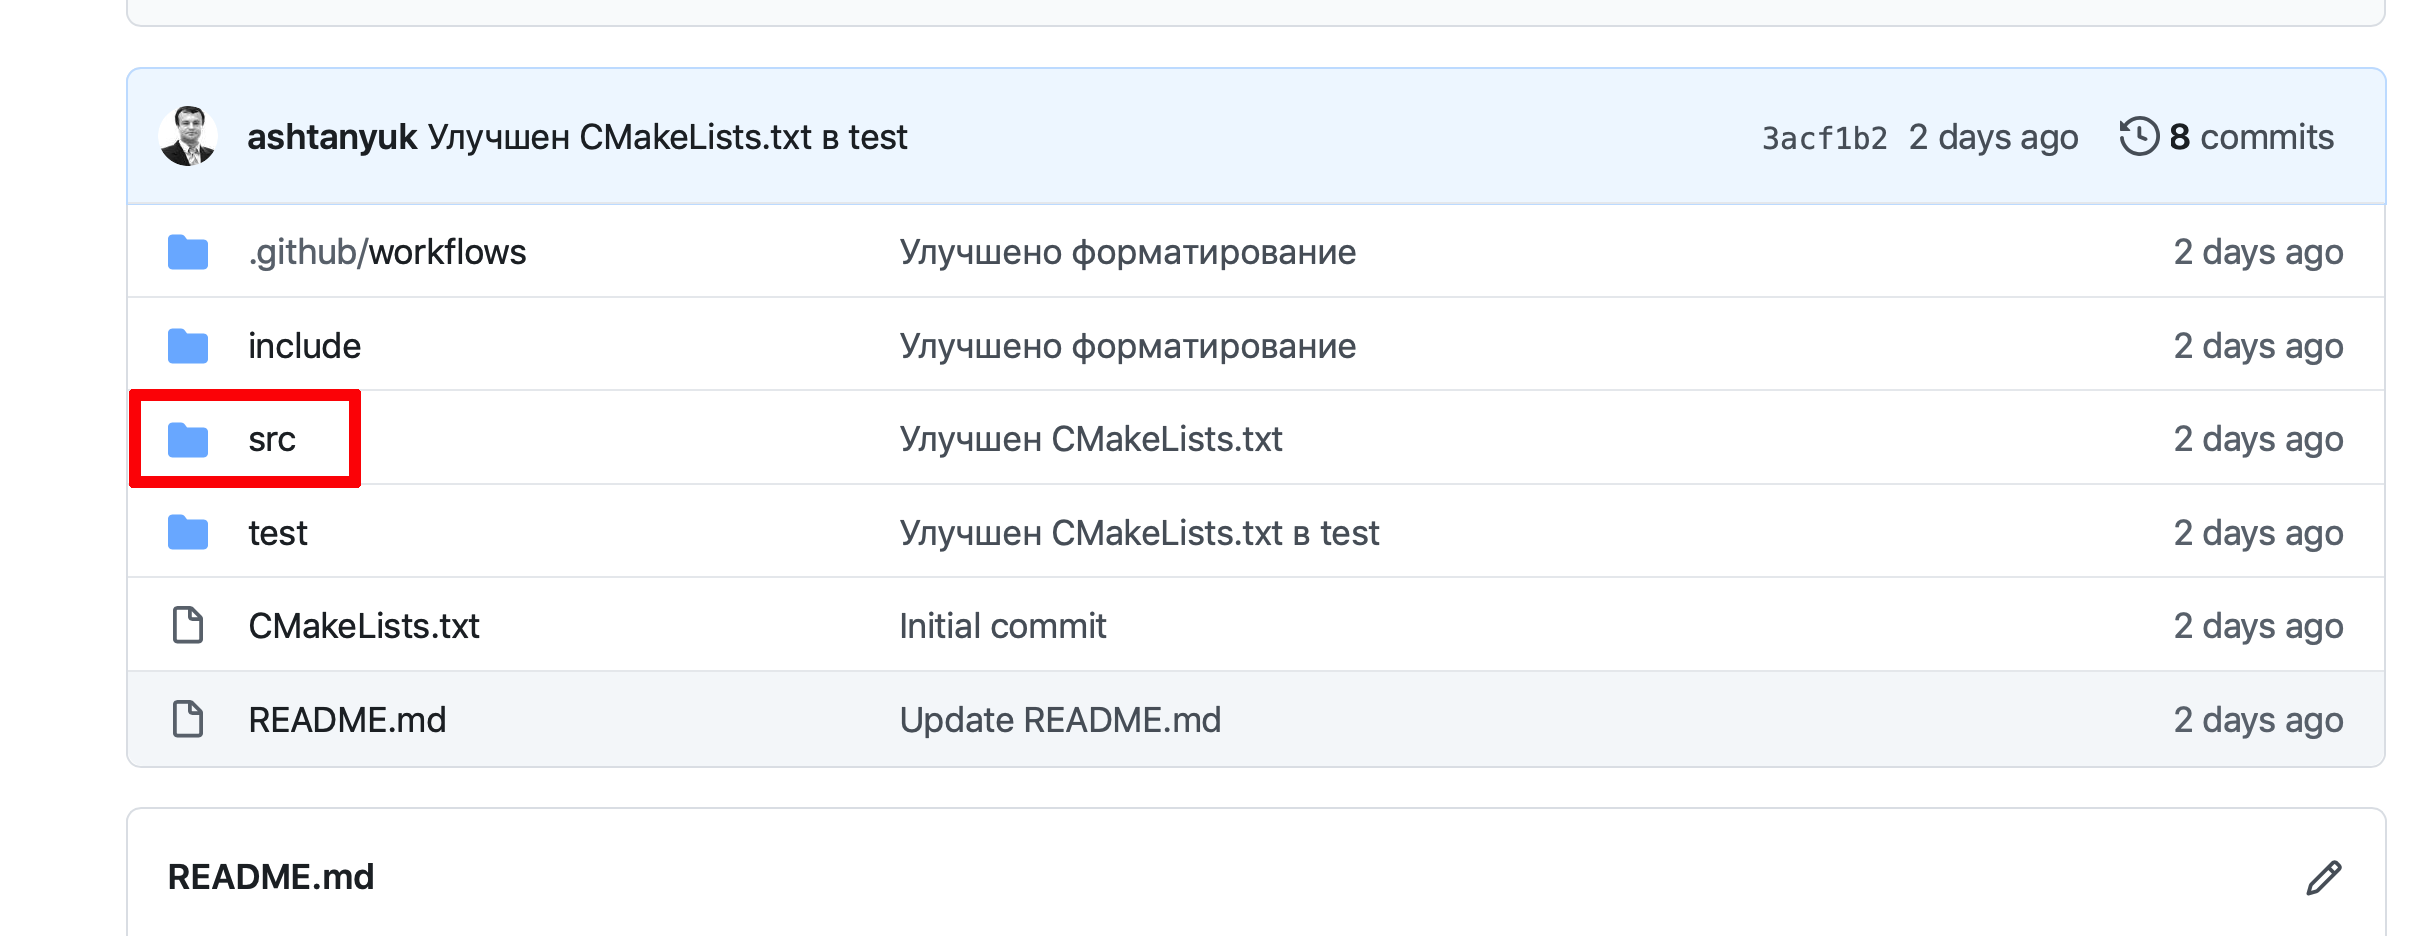 ashtanyuk Улучшен CMakeLists.txt в test 3acf1b2 2 days ago 8 commits
.github/workflows Улучшено форматирование 2 days ago
include Улучшено форматирование 2 days ago
src Улучшен CMakeLists.txt 2 days ago
test Улучшен CMakeLists.txt в test 2 days ago
CMakeLists.txt Initial commit 2 days ago
README.md Update README.md 2 days ago
README.md